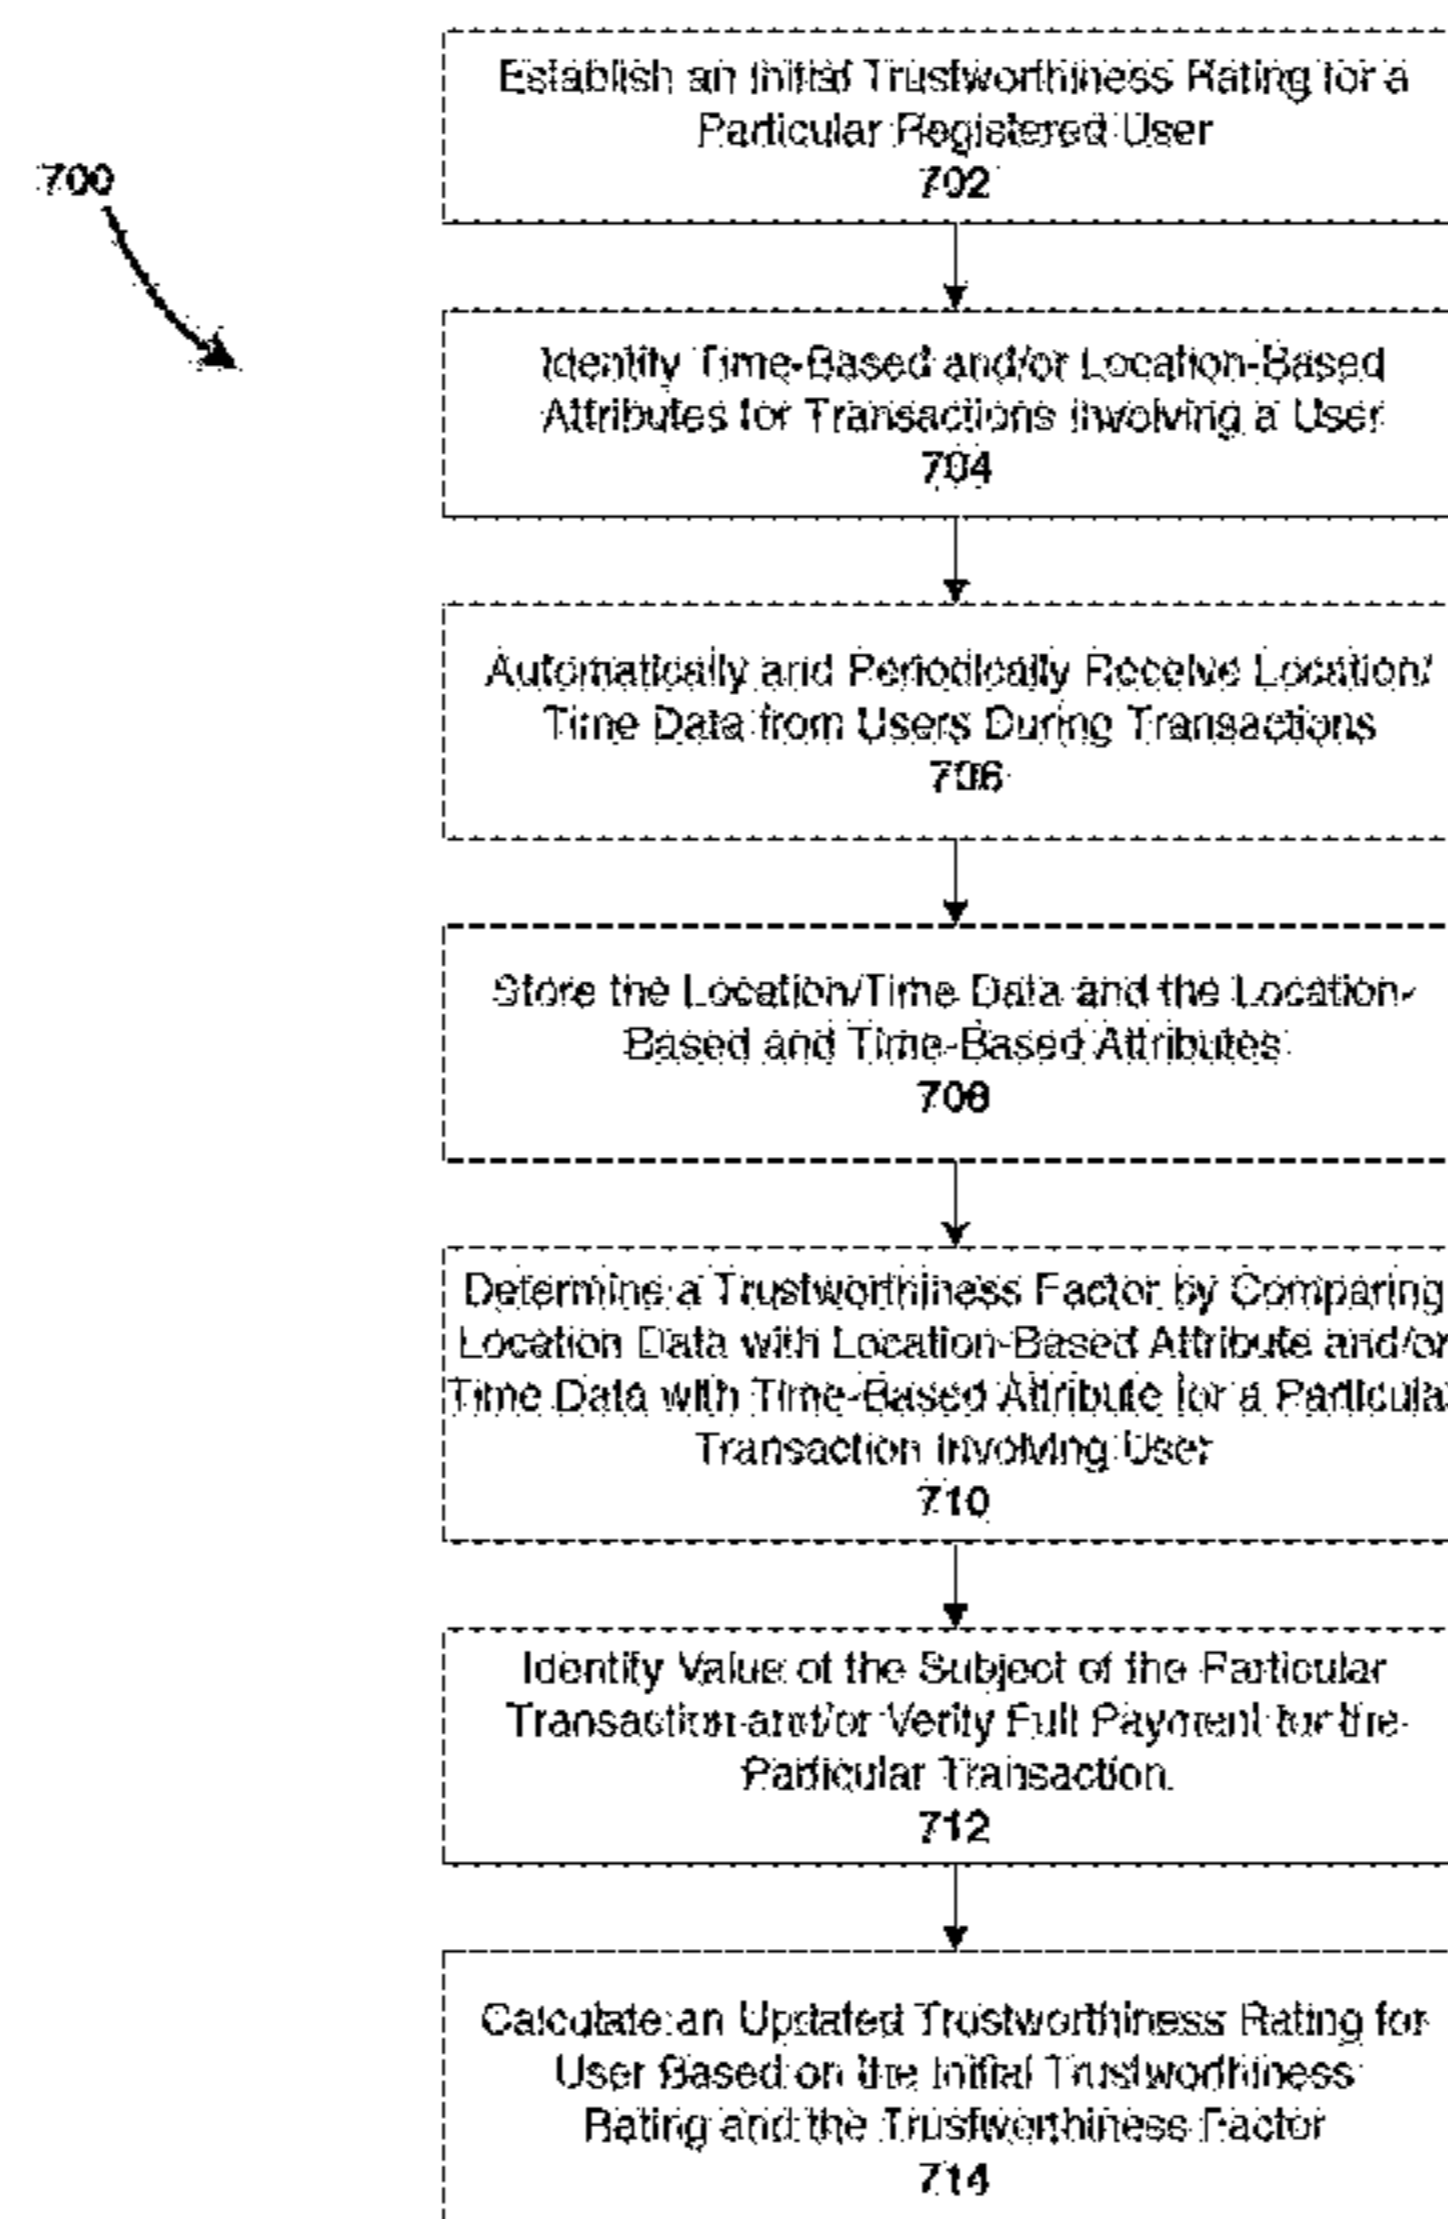 Establish an Initial Trustworthiness Rating for a
Particular Registered User
702
700
Identify Time-Based and/or Location-Based
Attributes for Transactions Involving a User
704
Automatically and Periodically Receive Location/
Time Data from Users During Transactions
706
Store the Location/Time Data and the Location-
Based and Time-Based Attributes
708
Determine a Trustworthiness Factor by Comparing
Location Data with Location-Based Attribute and/or
Time Data with Time-Based Attribute for a Particular
Transaction Involving User
710
Identify Value of the Subject of the Particular
Transaction and/or Verify Full Payment for the
Particular Transaction
712
Calculate an Updated Trustworthiness Rating for
User Based on the Initial Trustworthiness
Rating and the Trustworthiness Factor
714